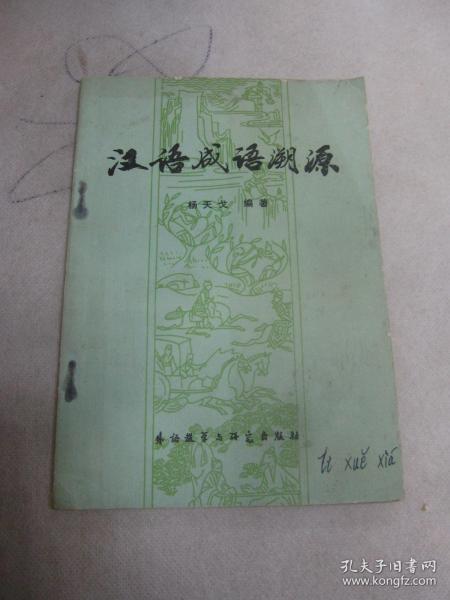 汉语成语溯源
杨天戈 编著
外语教学与研究出版社
xuě xiá
孔夫子旧书网
www.kongfz.com